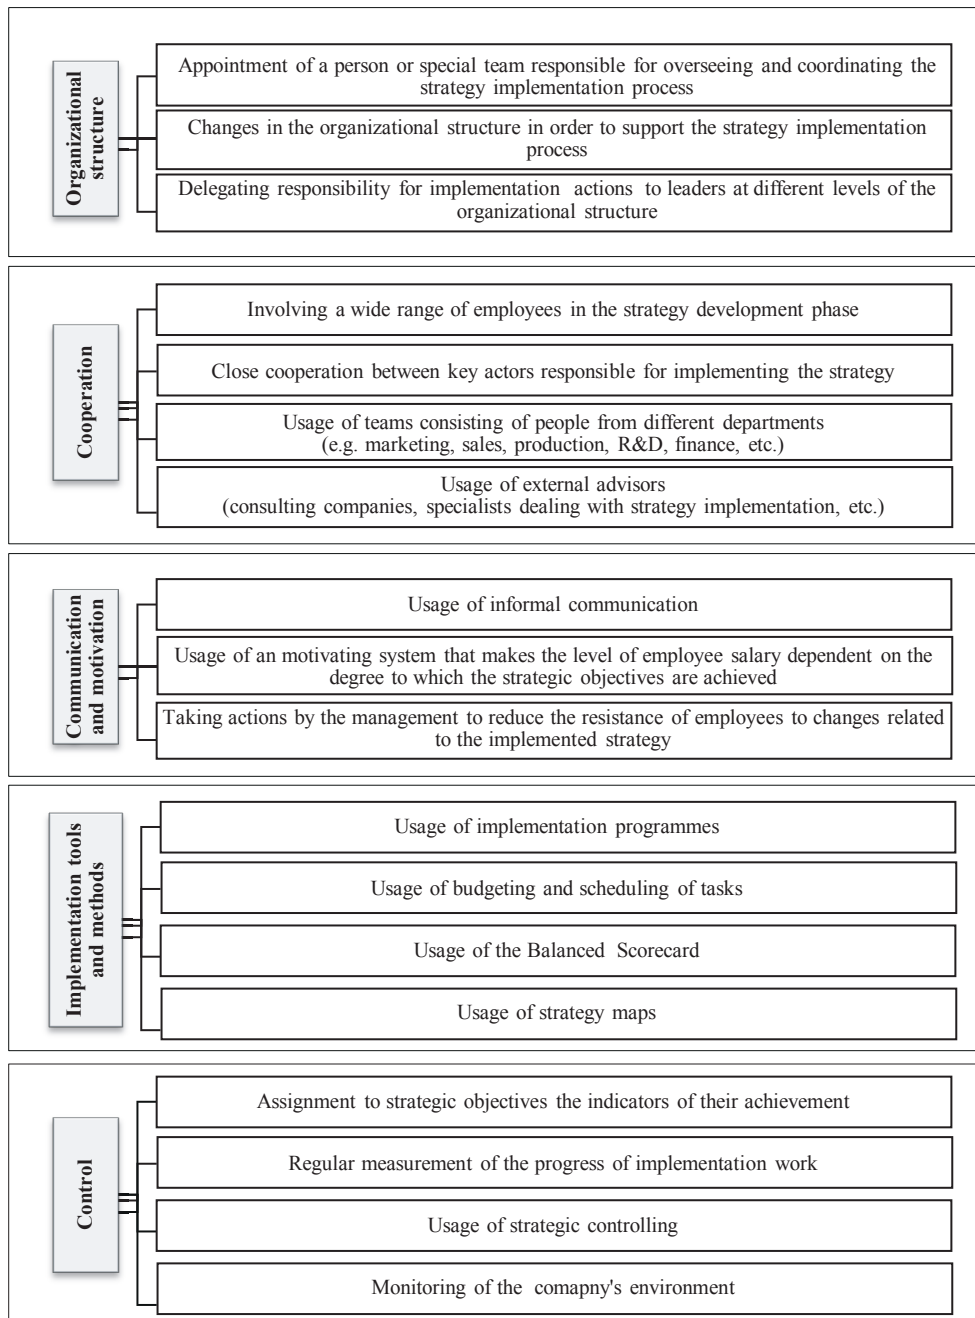 Organizational
structure
Appointment of a person or special team responsible for overseeing and coordinating the
strategy implementation process
Changes in the organizational structure in order to support the strategy implementation
process
Delegating responsibility for implementation actions to leaders at different levels of the
organizational structure
Cooperation
Involving a wide range of employees in the strategy development phase
Close cooperation between key actors responsible for implementing the strategy
Usage of teams consisting of people from different departments
(e.g. marketing, sales, production, R&D, finance, etc.)
Usage of external advisors
(consulting companies, specialists dealing with strategy implementation, etc.)
Communication
and motivation
Usage of informal communication
Usage of an motivating system that makes the level of employee salary dependent on the
degree to which the strategic objectives are achieved
Taking actions by the management to reduce the resistance of employees to changes related
to the implemented strategy
Implementation tools
and methods
Usage of implementation programmes
Usage of budgeting and scheduling of tasks
Usage of the Balanced Scorecard
Usage of strategy maps
Control
Assignment to strategic objectives the indicators of their achievement
Regular measurement of the progress of implementation work
Usage of strategic controlling
Monitoring of the comapny's environment